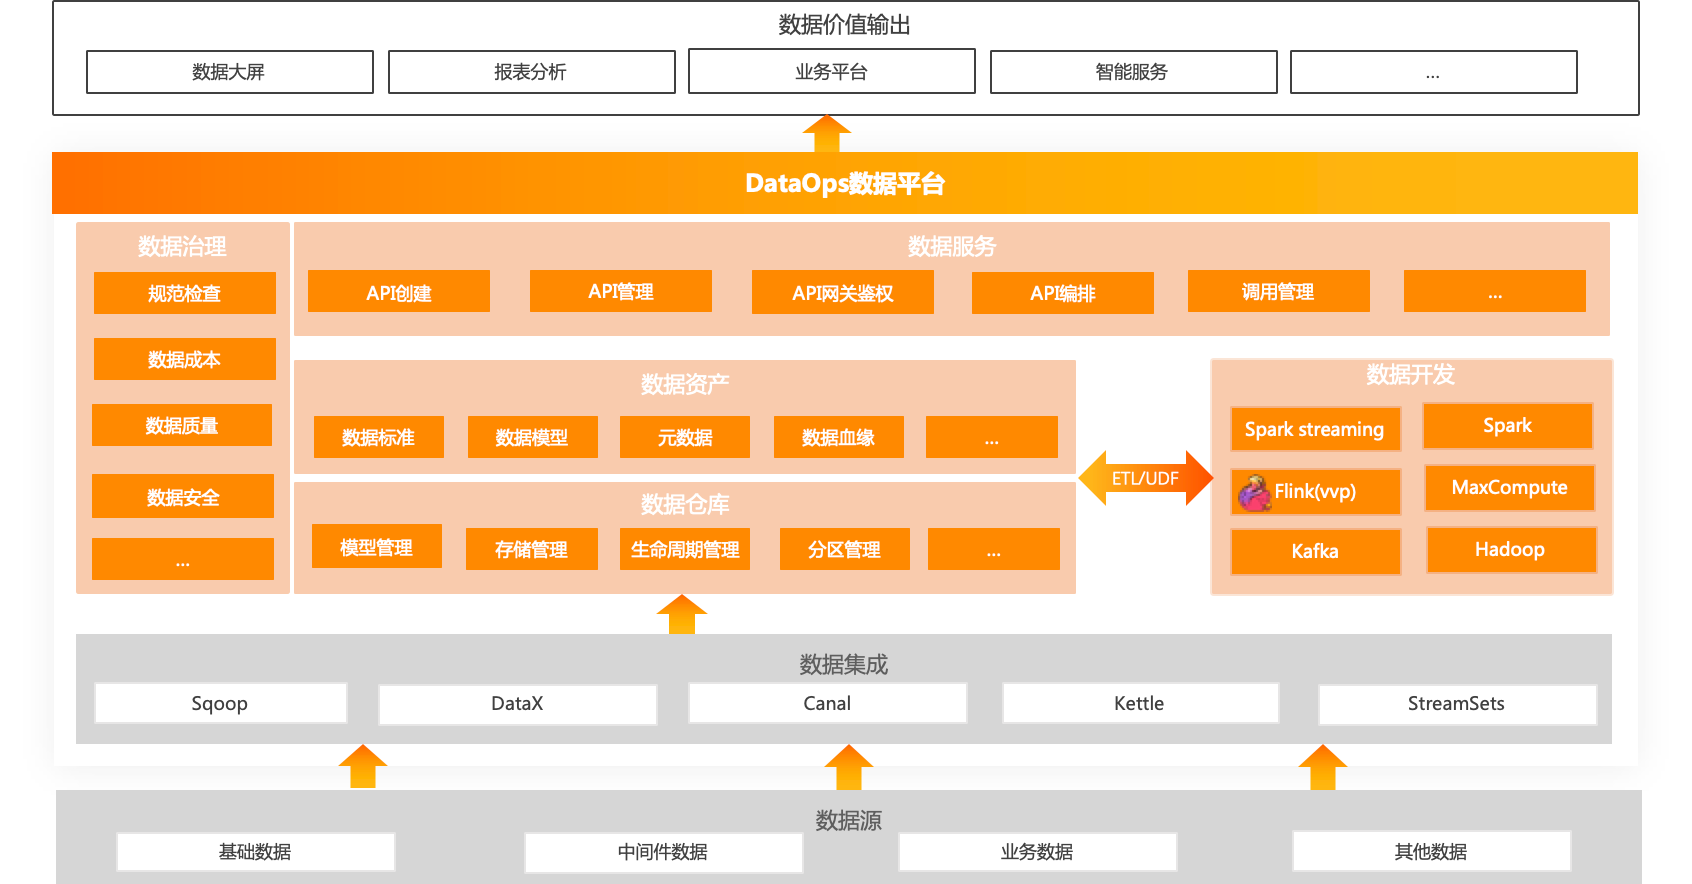 数据价值输出
数据大屏
报表分析
业务平台
智能服务
...
DataOps数据平台
数据治理
规范检查
数据成本
数据质量
数据安全
...
数据服务
API创建
API管理
API网关鉴权
API编排
调用管理
...
数据资产
数据标准
数据模型
元数据
数据血缘
...
数据仓库
模型管理
存储管理
生命周期管理
分区管理
...
ETL/UDF
数据开发
Spark streaming
Spark
Flink(vvp)
MaxCompute
Kafka
Hadoop
数据集成
Sqoop
DataX
Canal
Kettle
StreamSets
数据源
基础数据
中间件数据
业务数据
其他数据